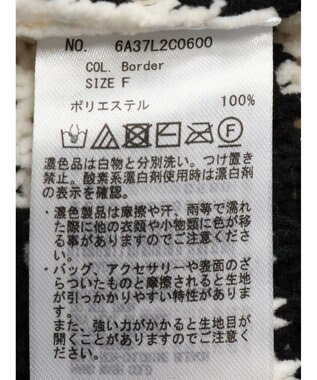 NO. 6A37L2C0600
COL. Border
SIZE F
ポリエステル 100%
濃色品は白物と分別洗い。つけ置き
禁止。酸素系漂白剤使用時は漂白剤
の表示を確認。
・濃色製品は摩擦や汗、雨等で濡れ
た際に他の衣類や小物類に色が移
る事がありますのでご注意くださ
い。
・バッグ、アクセサリーや表面のざ
らついたものと摩擦されると生地
が引っかかりやすい特性がありま
す。
また、強い力がかかると生地目が
開くことがありますのでご注意く
ださい。